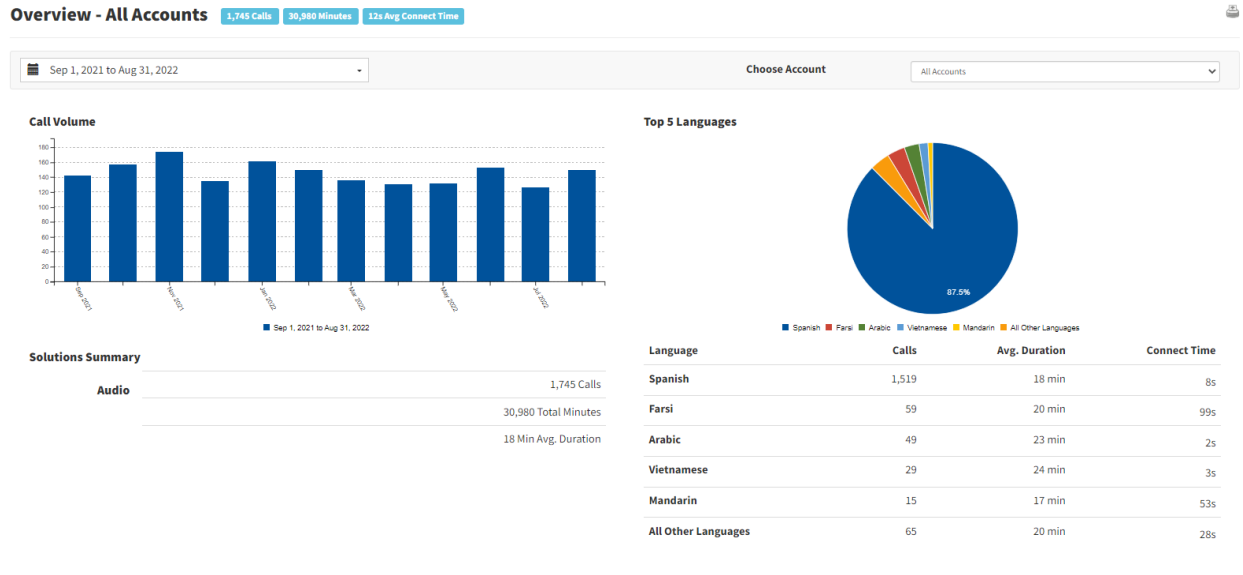 Overview - All Accounts 1,745 Calls 30,980 Minutes 12s Avg Connect Time
Sep 1, 2021 to Aug 31, 2022
Choose Account All Accounts
Call Volume
180
160
140
120
100
80
60
40
20
0
Sep 2021 Nov 2021 Jan 2022 Mar 2022 May 2022 Jul 2022
Sep 1, 2021 to Aug 31, 2022
Solutions Summary
Audio
1,745 Calls
30,980 Total Minutes
18 Min Avg. Duration
Top 5 Languages
87.5%
Spanish Farsi Arabic Vietnamese Mandarin All Other Languages
Language Calls Avg. Duration Connect Time
Spanish 1,519 18 min 8s
Farsi 59 20 min 99s
Arabic 49 23 min 2s
Vietnamese 29 24 min 3s
Mandarin 15 17 min 53s
All Other Languages 65 20 min 28s